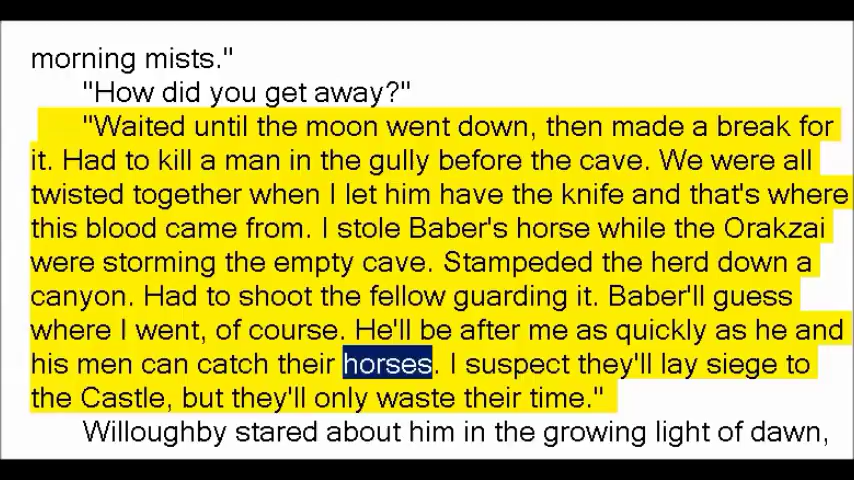 morning mists."
"How did you get away?"
"Waited until the moon went down, then made a break for
it. Had to kill a man in the gully before the cave. We were all
twisted together when I let him have the knife and that's where
this blood came from. I stole Baber's horse while the Orakzai
were storming the empty cave. Stampeded the herd down a
canyon. Had to shoot the fellow guarding it. Baber'll guess
where I went, of course. He'll be after me as quickly as he and
his men can catch their horses. I suspect they'll lay siege to
the Castle, but they'll only waste their time."
Willoughby stared about him in the growing light of dawn,